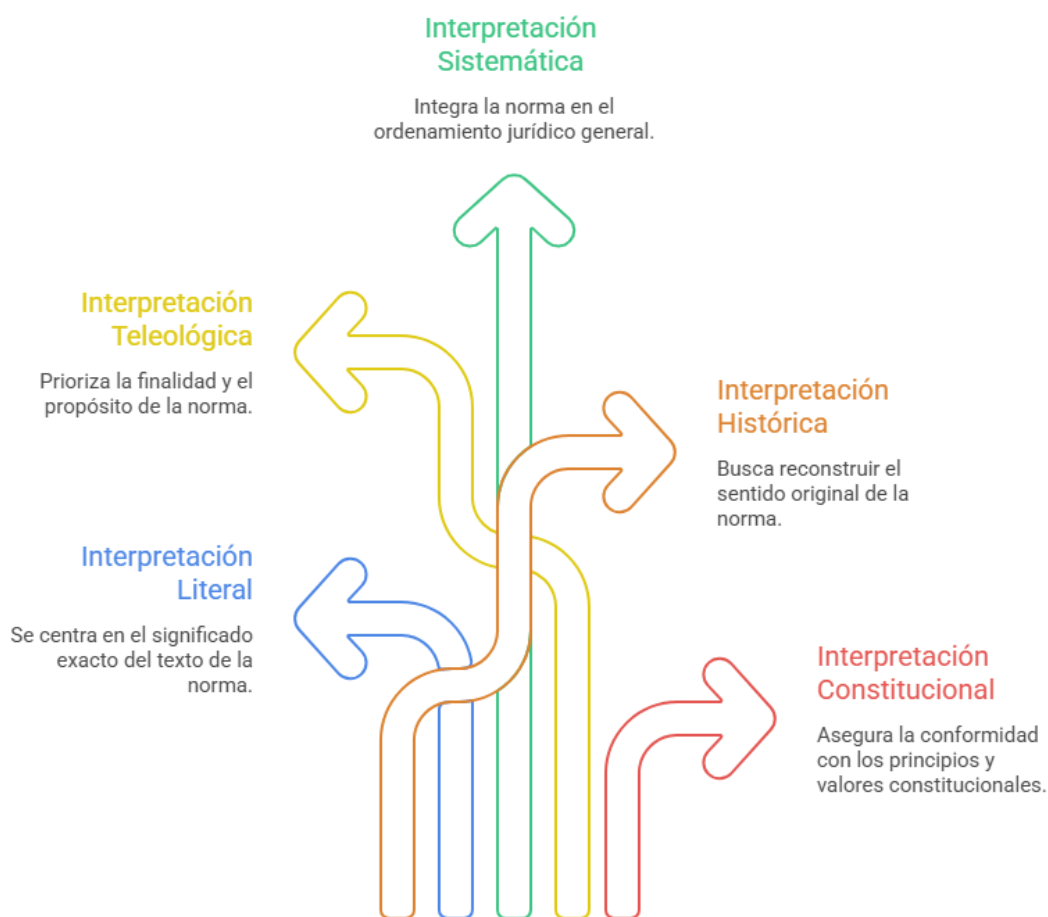 Interpretación
Sistemática
Integra la norma en el
ordenamiento jurídico general.
Interpretación
Teleológica
Prioriza la finalidad y el
propósito de la norma.
Interpretación
Histórica
Busca reconstruir el
sentido original de la
norma.
Interpretación
Literal
Se centra en el significado
exacto del texto de la
norma.
Interpretación
Constitucional
Asegura la conformidad
con los principios y
valores constitucionales.